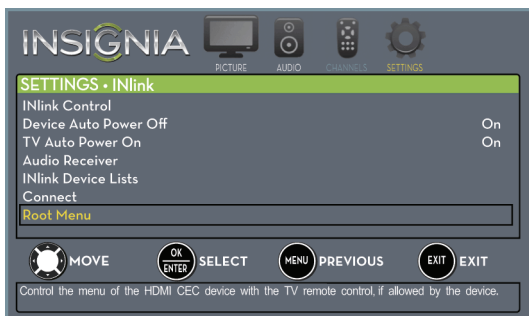 INSIGNIA
PICTURE AUDIO CHANNELS SETTINGS
SETTINGS • INlink
INlink Control
Device Auto Power Off On
TV Auto Power On On
Audio Receiver
INlink Device Lists
Connect
Root Menu
MOVE OK ENTER SELECT MENU PREVIOUS EXIT EXIT
Control the menu of the HDMI CEC device with the TV remote control, if allowed by the device.